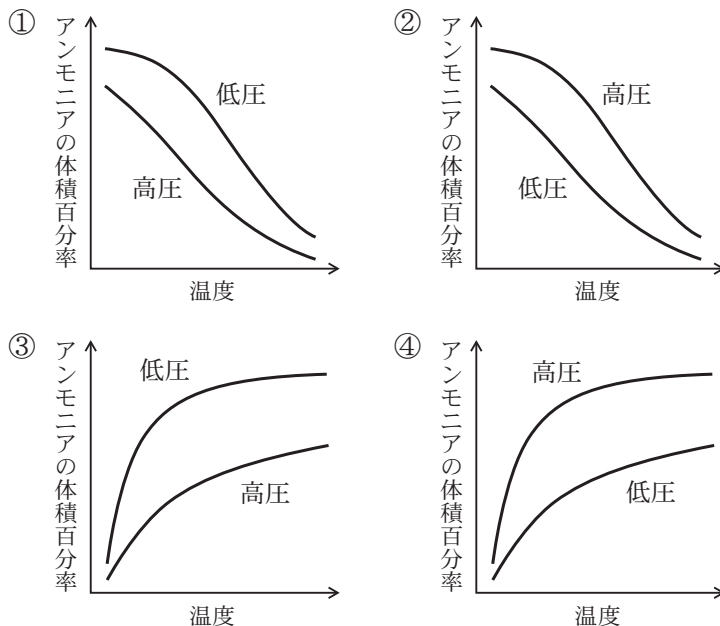 ①
アンモニアの体積百分率
低圧
高圧
温度
②
アンモニアの体積百分率
高圧
低圧
温度
③
アンモニアの体積百分率
低圧
高圧
温度
④
アンモニアの体積百分率
高圧
低圧
温度